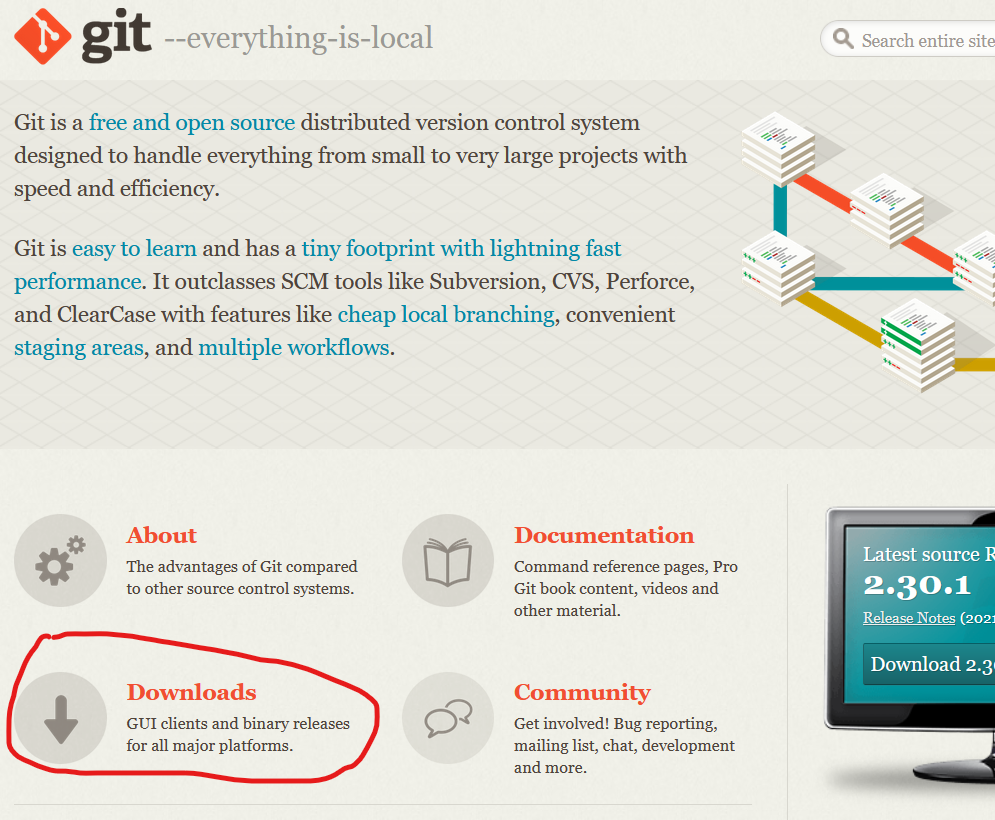 git --everything-is-local
Search entire site
Git is a free and open source distributed version control system
designed to handle everything from small to very large projects with
speed and efficiency.
Git is easy to learn and has a tiny footprint with lightning fast
performance. It outclasses SCM tools like Subversion, CVS, Perforce,
and ClearCase with features like cheap local branching, convenient
staging areas, and multiple workflows.
About
The advantages of Git compared
to other source control systems.
Documentation
Command reference pages, Pro
Git book content, videos and
other material.
Downloads
GUI clients and binary releases
for all major platforms.
Community
Get involved! Bug reporting,
mailing list, chat, development
and more.
Latest source R
2.30.1
Release Notes (2021
Download 2.3